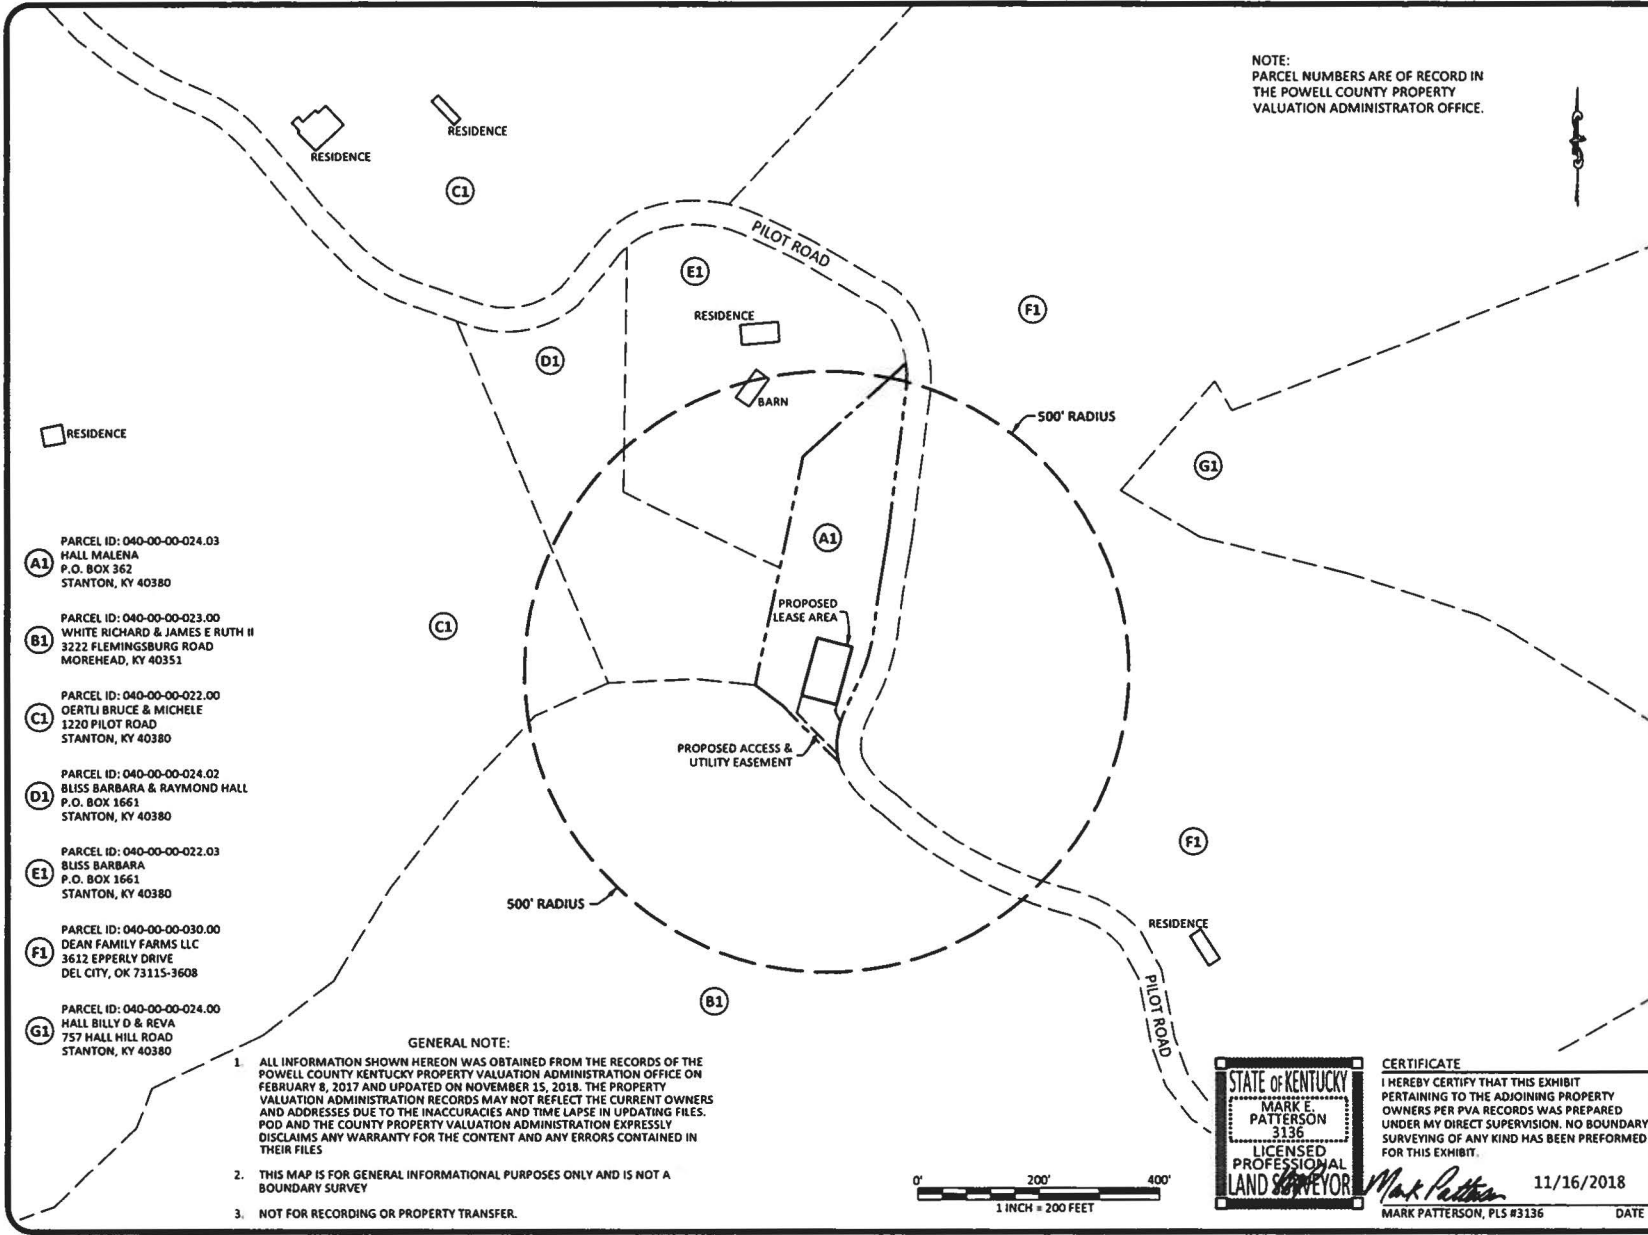 NOTE:
PARCEL NUMBERS ARE OF RECORD IN
THE POWELL COUNTY PROPERTY
VALUATION ADMINISTRATOR OFFICE.
RESIDENCE
RESIDENCE
C1
PILOT ROAD
E1
RESIDENCE
F1
D1
BARN
500' RADIUS
RESIDENCE
G1
A1
PROPOSED
LEASE AREA
C1
PROPOSED ACCESS &
UTILITY EASEMENT
F1
500' RADIUS
RESIDENCE
B1
PILOT ROAD
A1
PARCEL ID: 040-00-00-024.03
HALL MALENA
P.O. BOX 362
STANTON, KY 40380
B1
PARCEL ID: 040-00-00-023.00
WHITE RICHARD & JAMES E RUTH II
3222 FLEMINGSBURG ROAD
MOREHEAD, KY 40351
C1
PARCEL ID: 040-00-00-022.00
OERTLI BRUCE & MICHELE
1220 PILOT ROAD
STANTON, KY 40380
D1
PARCEL ID: 040-00-00-024.02
BLISS BARBARA & RAYMOND HALL
P.O. BOX 1661
STANTON, KY 40380
E1
PARCEL ID: 040-00-00-022.03
BLISS BARBARA
P.O. BOX 1661
STANTON, KY 40380
F1
PARCEL ID: 040-00-00-030.00
DEAN FAMILY FARMS LLC
3612 EPPERLY DRIVE
DEL CITY, OK 73115-3608
G1
PARCEL ID: 040-00-00-024.00
HALL BILLY D & REVA
757 HALL HILL ROAD
STANTON, KY 40380
GENERAL NOTE:
1. ALL INFORMATION SHOWN HEREON WAS OBTAINED FROM THE RECORDS OF THE
POWELL COUNTY KENTUCKY PROPERTY VALUATION ADMINISTRATION OFFICE ON
FEBRUARY 8, 2017 AND UPDATED ON NOVEMBER 15, 2018. THE PROPERTY
VALUATION ADMINISTRATION RECORDS MAY NOT REFLECT THE CURRENT OWNERS
AND ADDRESSES DUE TO THE INACCURACIES AND TIME LAPSE IN UPDATING FILES.
POD AND THE COUNTY PROPERTY VALUATION ADMINISTRATION EXPRESSLY
DISCLAIMS ANY WARRANTY FOR THE CONTENT AND ANY ERRORS CONTAINED IN
THEIR FILES
2. THIS MAP IS FOR GENERAL INFORMATIONAL PURPOSES ONLY AND IS NOT A
BOUNDARY SURVEY
3. NOT FOR RECORDING OR PROPERTY TRANSFER.
0' 200' 400'
1 INCH = 200 FEET
STATE OF KENTUCKY
MARK E.
PATTERSON
3136
LICENSED
PROFESSIONAL
LAND SURVEYOR
CERTIFICATE
I HEREBY CERTIFY THAT THIS EXHIBIT
PERTAINING TO THE ADJOINING PROPERTY
OWNERS PER PVA RECORDS WAS PREPARED
UNDER MY DIRECT SUPERVISION. NO BOUNDARY
SURVEYING OF ANY KIND HAS BEEN PREFORMED
FOR THIS EXHIBIT.
Mark Patterson 11/16/2018
MARK PATTERSON, PLS #3136 DATE